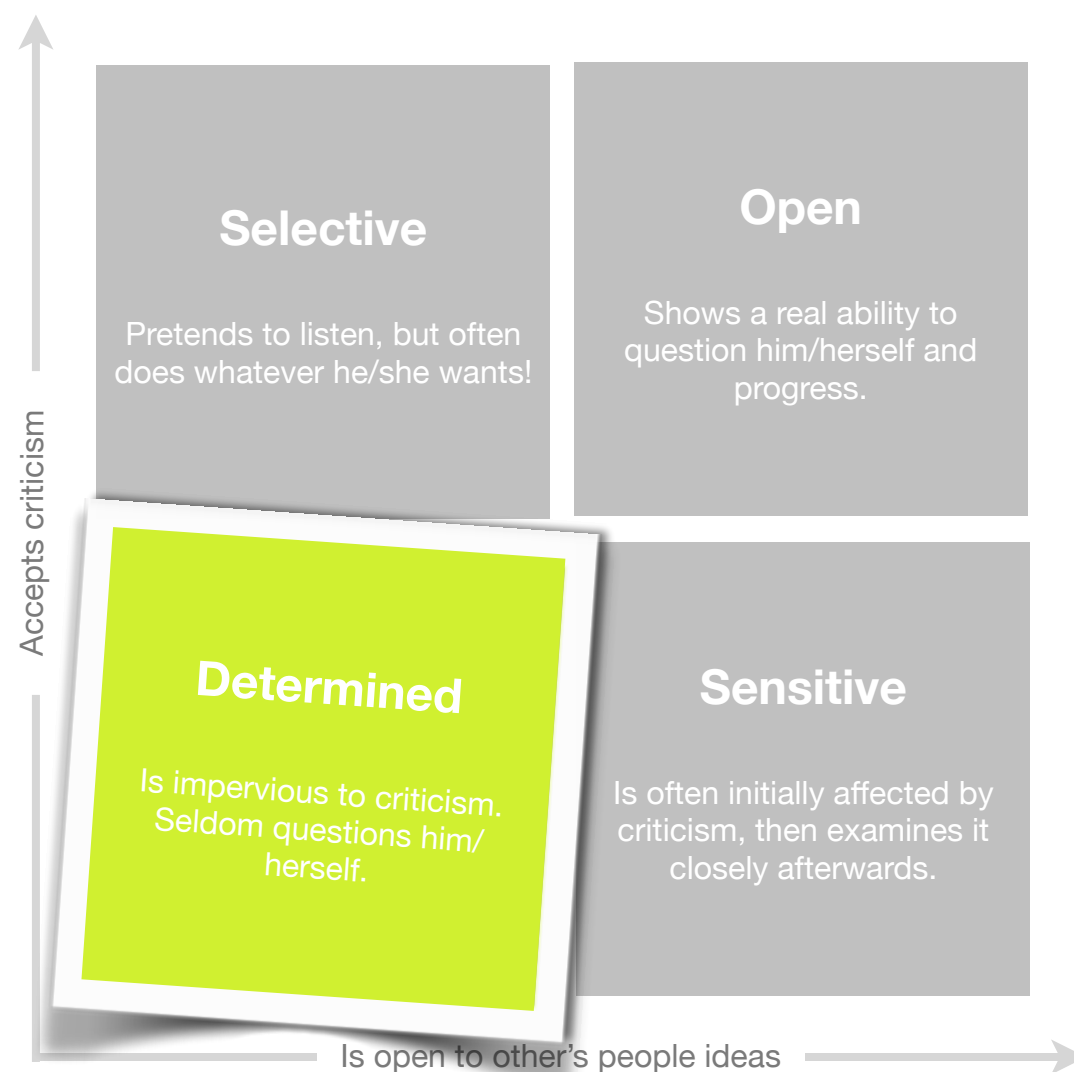 Accepts criticism
Selective
Pretends to listen, but often
does whatever he/she wants!
Open
Shows a real ability to
question him/herself and
progress.
Determined
Is impervious to criticism.
Seldom questions him/
herself.
Sensitive
Is often initially affected by
criticism, then examines it
closely afterwards.
Is open to other's people ideas